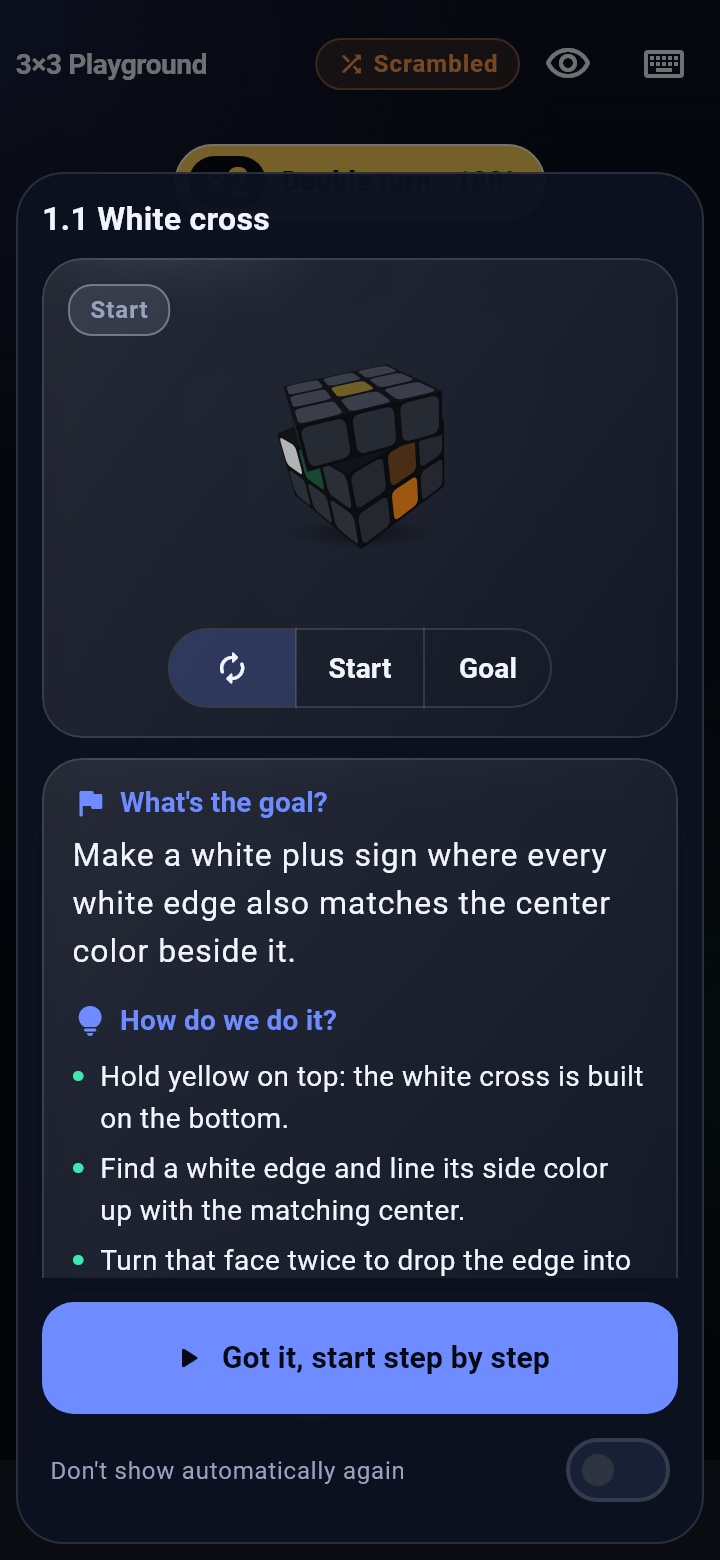 3×3 Playground
Scrambled
Double turn · 180°
1.1 White cross
Start
Start
Goal
What's the goal?
Make a white plus sign where every
white edge also matches the center
color beside it.
How do we do it?
Hold yellow on top: the white cross is built
on the bottom.
Find a white edge and line its side color
up with the matching center.
Turn that face twice to drop the edge into
Got it, start step by step
Don't show automatically again